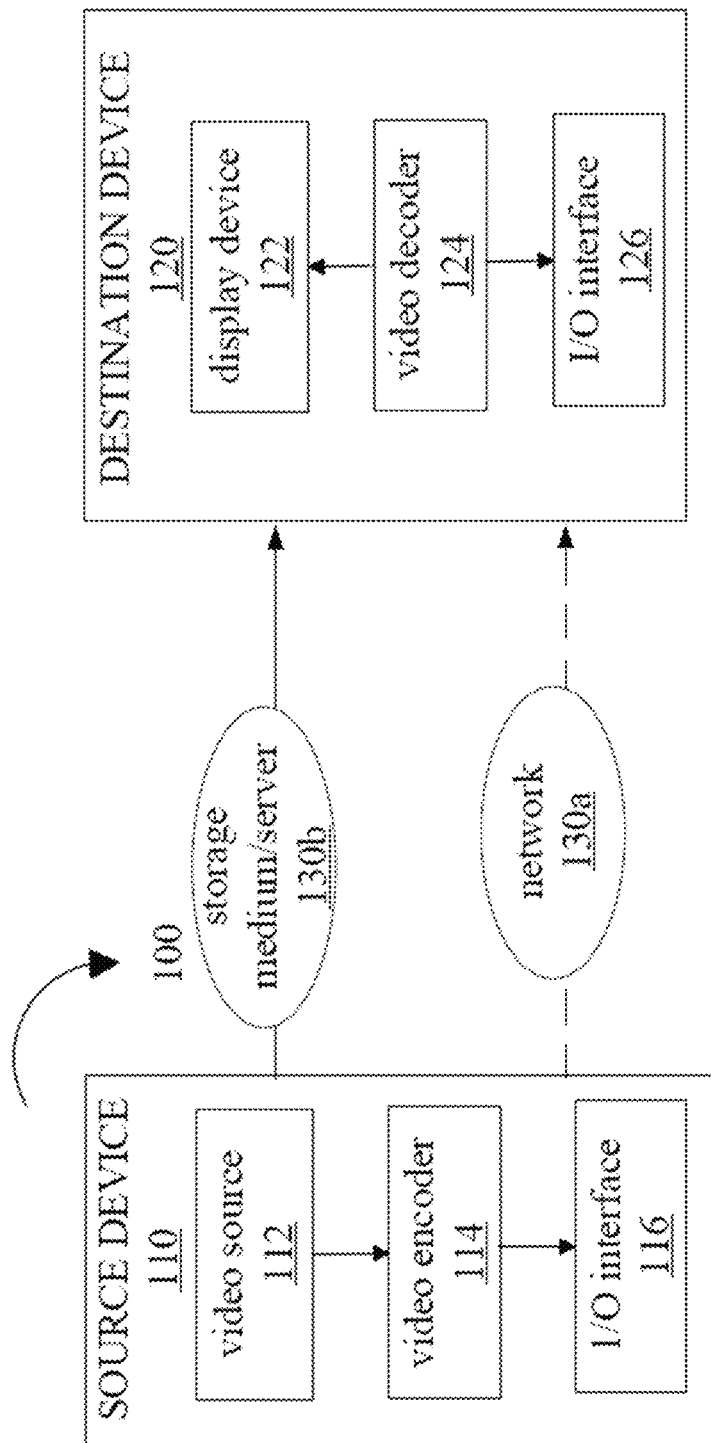 100
SOURCE DEVICE
110
video source
112
video encoder
114
I/O interface
116
storage
medium/server
130b
network
130a
DESTINATION DEVICE
120
display device
122
video decoder
124
I/O interface
126